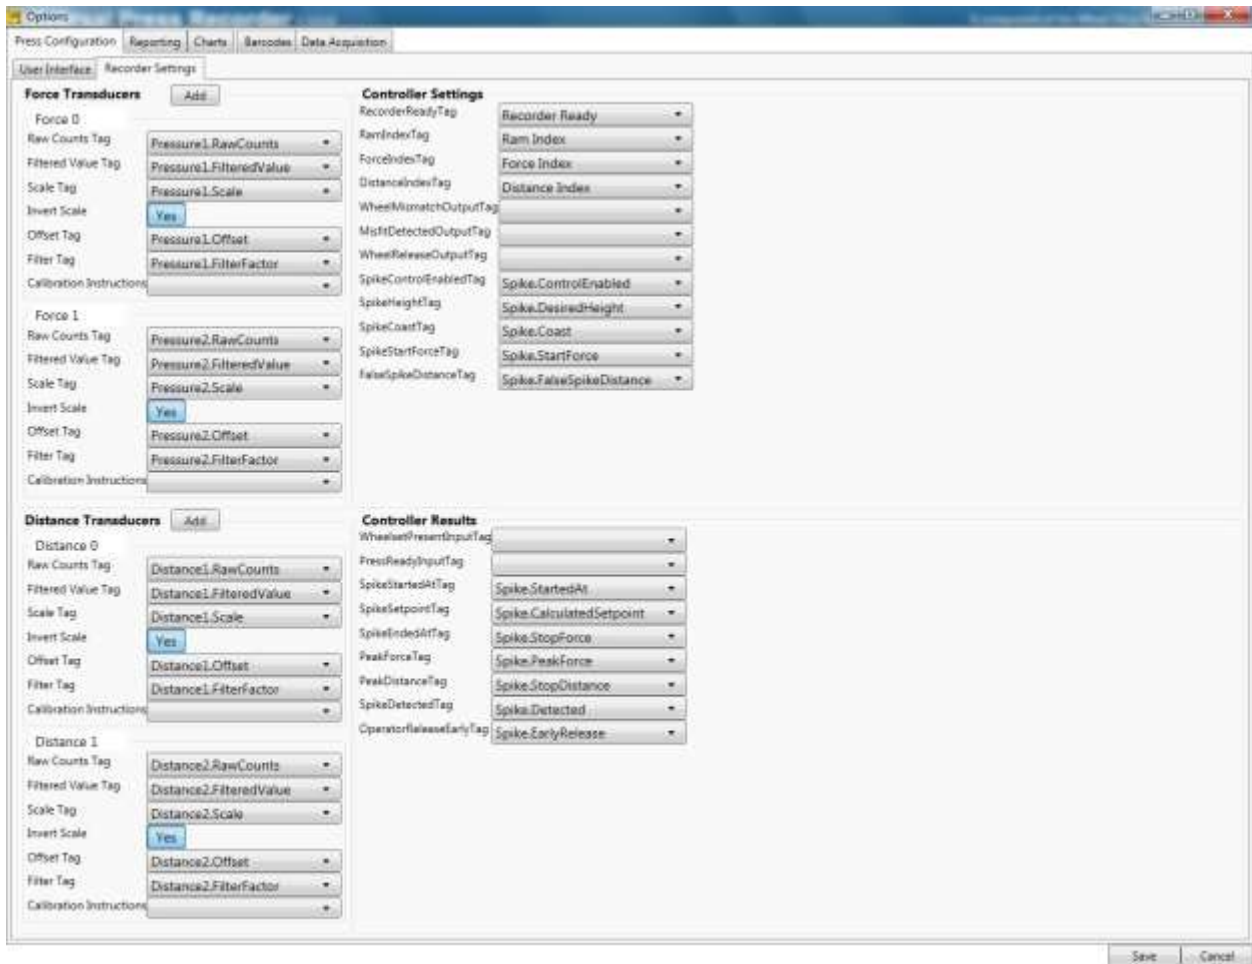 Options
Press Recorder
Press Configuration Reporting Charts Barcodes Data Acquisition
User Interface Recorder Settings
Force Transducers Add
Force 0
Raw Counts Tag Pressure1.RawCounts
Filtered Value Tag Pressure1.FilteredValue
Scale Tag Pressure1.Scale
Invert Scale Yes
Offset Tag Pressure1.Offset
Filter Tag Pressure1.FilterFactor
Calibration Instructions
Force 1
Raw Counts Tag Pressure2.RawCounts
Filtered Value Tag Pressure2.FilteredValue
Scale Tag Pressure2.Scale
Invert Scale Yes
Offset Tag Pressure2.Offset
Filter Tag Pressure2.FilterFactor
Calibration Instructions
Controller Settings
RecorderReadyTag Recorder Ready
RamIndexTag Ram Index
ForceIndexTag Force Index
DistanceIndexTag Distance Index
WheelMismatchOutputTag
MisfitDetectedOutputTag
WheelReleaseOutputTag
SpikeControlEnabledTag Spike.ControlEnabled
SpikeHeightTag Spike.DesiredHeight
SpikeCoastTag Spike.Coast
SpikeStartForceTag Spike.StartForce
FalseSpikeDistanceTag Spike.FalseSpikeDistance
Distance Transducers Add
Distance 0
Raw Counts Tag Distance1.RawCounts
Filtered Value Tag Distance1.FilteredValue
Scale Tag Distance1.Scale
Invert Scale Yes
Offset Tag Distance1.Offset
Filter Tag Distance1.FilterFactor
Calibration Instructions
Distance 1
Raw Counts Tag Distance2.RawCounts
Filtered Value Tag Distance2.FilteredValue
Scale Tag Distance2.Scale
Invert Scale Yes
Offset Tag Distance2.Offset
Filter Tag Distance2.FilterFactor
Calibration Instructions
Controller Results
WheelsetPresentInputTag
PressReadyInputTag
SpikeStartedAtTag Spike.StartedAt
SpikeSetpointTag Spike.CalculatedSetpoint
SpikeEndedAtTag Spike.StopForce
PeakForceTag Spike.PeakForce
PeakDistanceTag Spike.StopDistance
SpikeDetectedTag Spike.Detected
OperatorReleaseEarlyTag Spike.EarlyRelease
Save Cancel